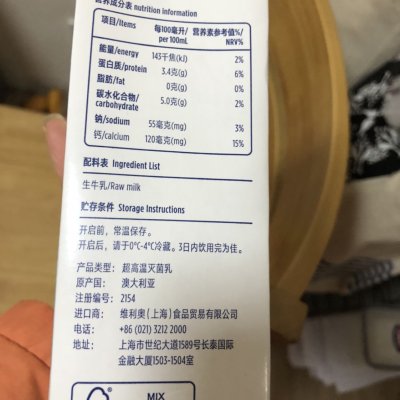 营养成分表 nutrition information
项目/Items 每100毫升/per 100mL 营养素参考值%/NRV%
能量/energy 143千焦(kJ) 2%
蛋白质/protein 3.4克(g) 6%
脂肪/fat 0克(g) 0%
碳水化合物/carbohydrate 5.0克(g) 2%
钠/sodium 55毫克(mg) 3%
钙/calcium 120毫克(mg) 15%
配料表 Ingredient List
生牛乳/Raw milk
贮存条件 Storage Instructions
开启前，常温保存。
开启后，请于0℃-4℃冷藏。3日内饮用完为佳。
产品类型： 超高温灭菌乳
原产国： 澳大利亚
注册编号： 2154
进口商： 维利奥（上海）食品贸易有限公司
电话： +86 (021) 3212 2000
地址： 上海市世纪大道1589号长泰国际
金融大厦1503-1504室
MIX